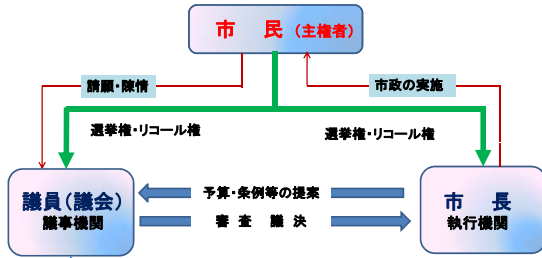 市　民（主権者）
請願・陳情
市政の実施
選挙権・リコール権
選挙権・リコール権
議員（議会）
議事機関
予算・条例等の提案
審　査　議　決
市　長
執行機関